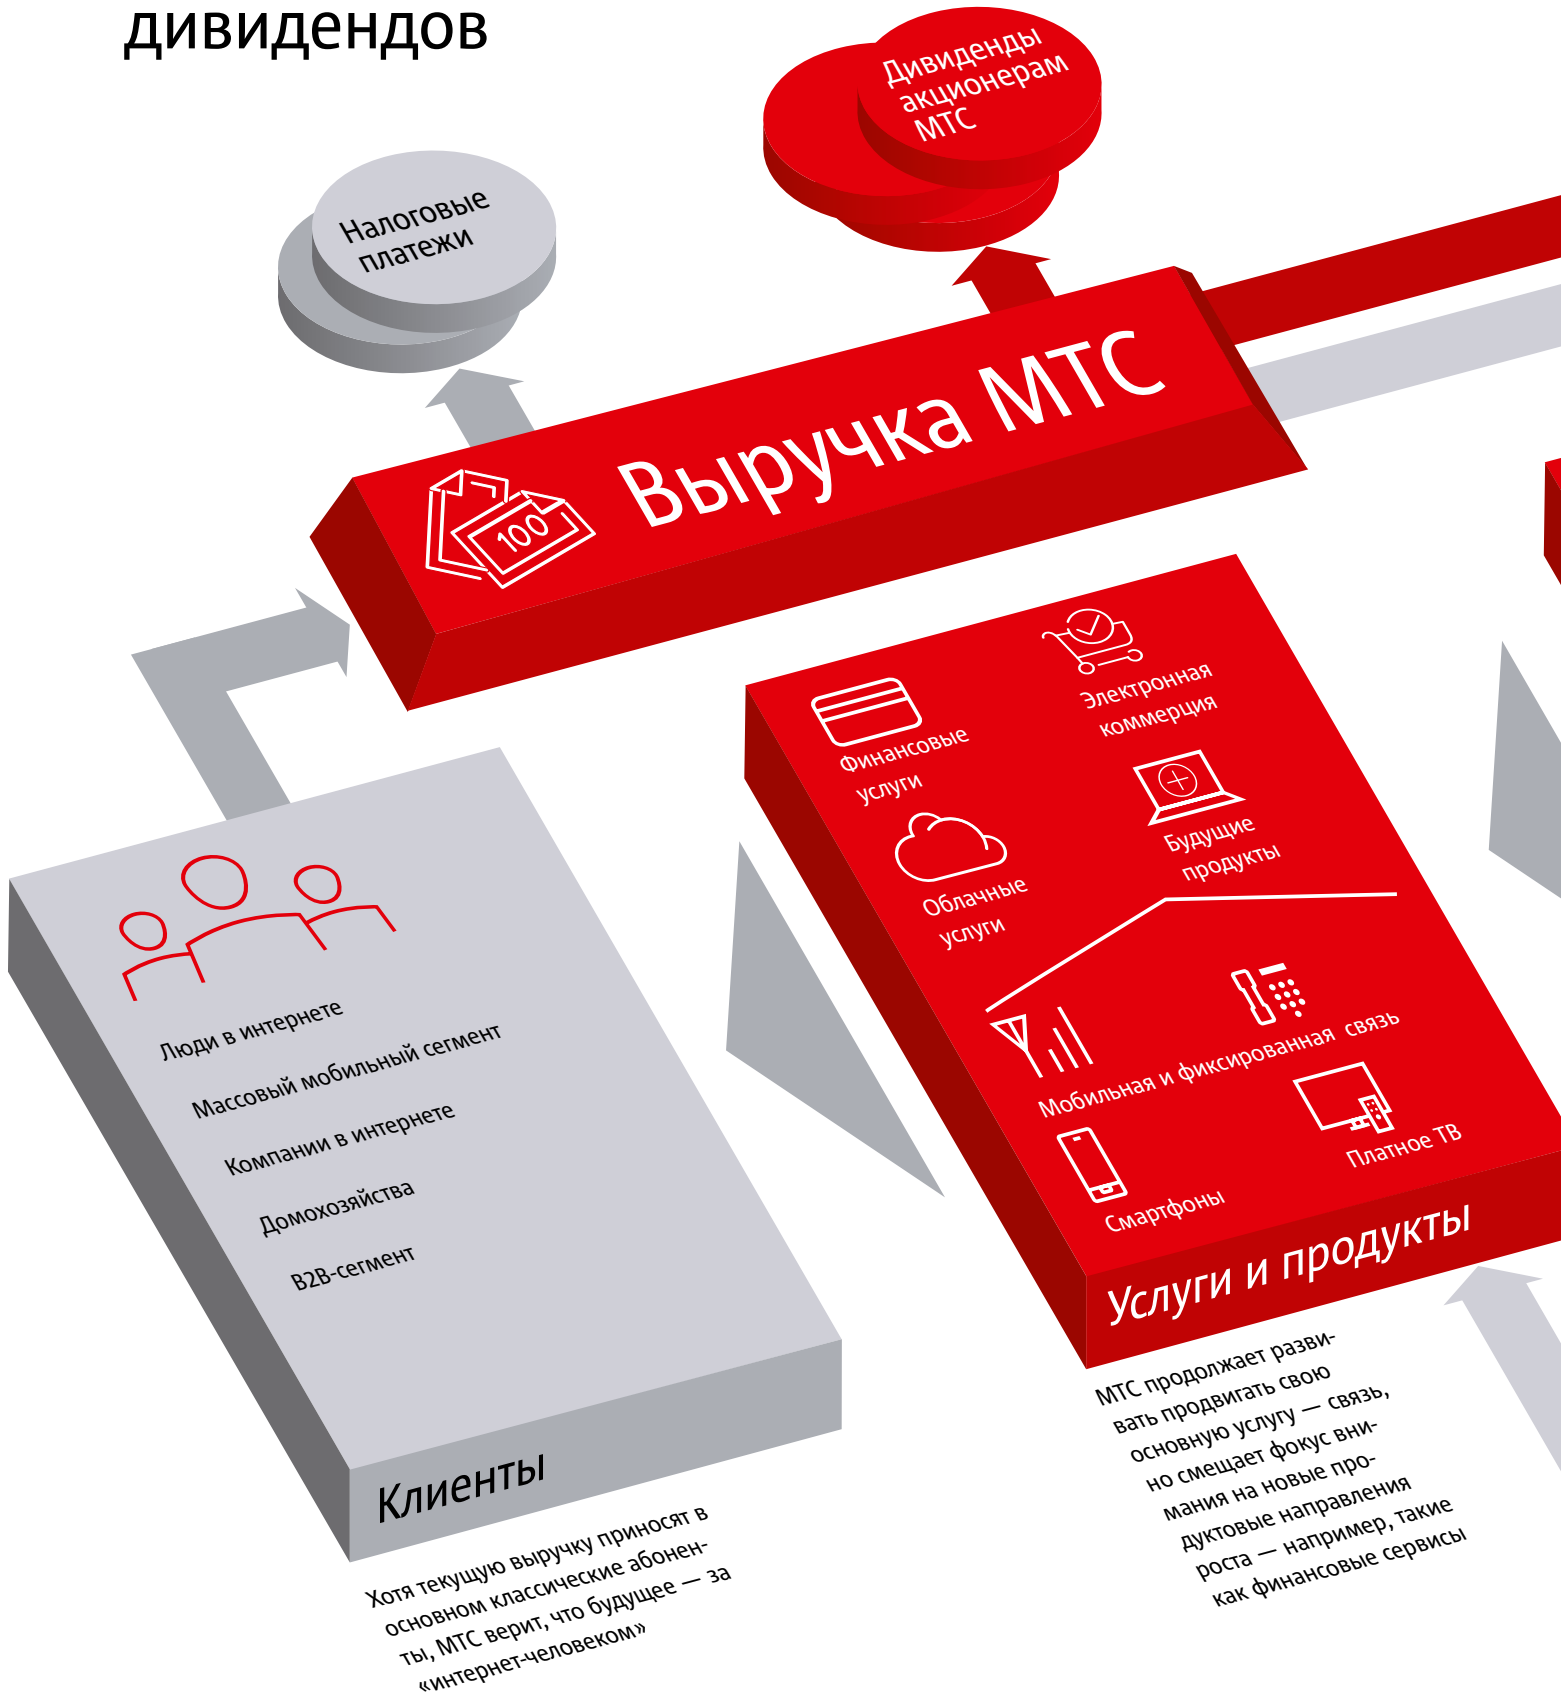 дивидендов
Дивиденды
акционерам
МТС
Налоговые
платежи
Выручка МТС
100
Электронная
коммерция
Финансовые
услуги
Будущие
продукты
Облачные
услуги
Мобильная и фиксированная связь
Платное ТВ
Смартфоны
Услуги и продукты
МТС продолжает разви-
вать продвигать свою
основную услугу — связь,
но смещает фокус вни-
мания на новые про-
дуктовые направления
роста — например, такие
как финансовые сервисы
Люди в интернете
Массовый мобильный сегмент
Компании в интернете
Домохозяйства
B2B-сегмент
Клиенты
Хотя текущую выручку приносят в
основном классические абонен-
ты, МТС верит, что будущее — за
«интернет-человеком»